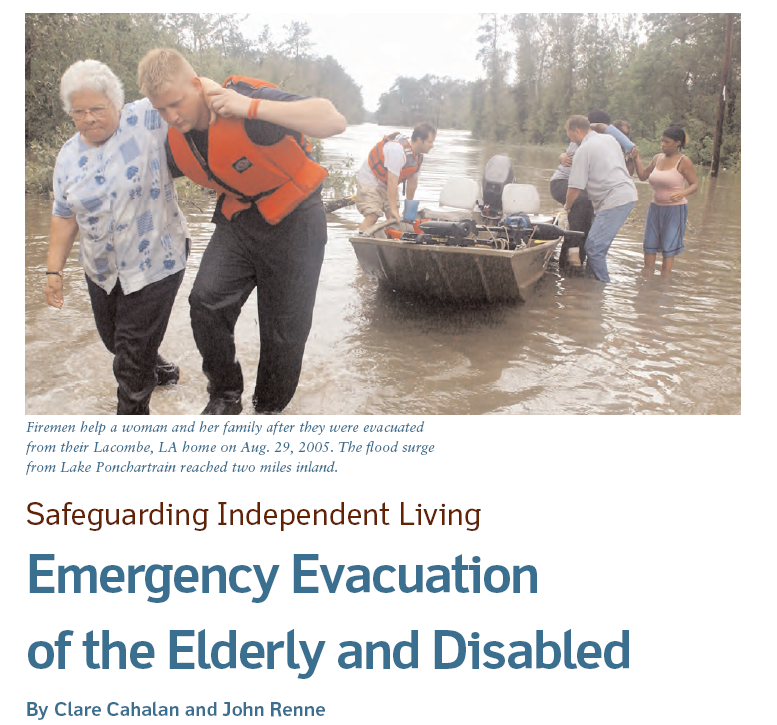 Firemen help a woman and her family after they were evacuated
from their Lacombe, LA home on Aug. 29, 2005. The flood surge
from Lake Ponchartrain reached two miles inland.
Safeguarding Independent Living
Emergency Evacuation
of the Elderly and Disabled
By Clare Cahalan and John Renne